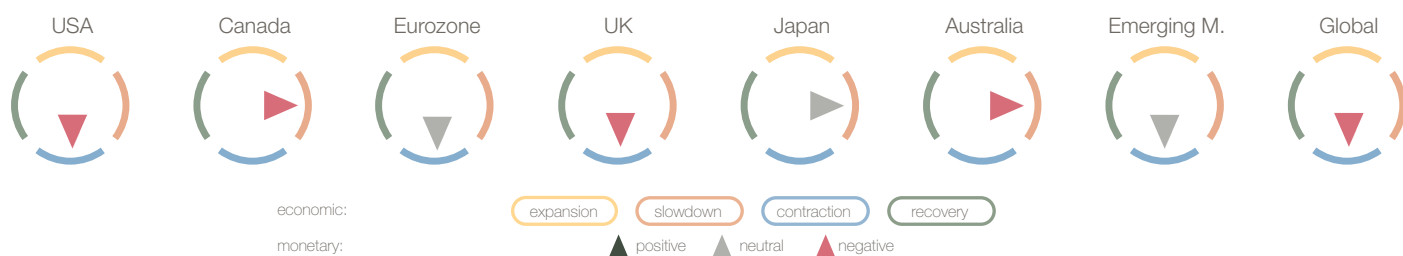 USA Canada Eurozone UK Japan Australia Emerging M. Global
economic: expansion slowdown contraction recovery
monetary: positive neutral negative